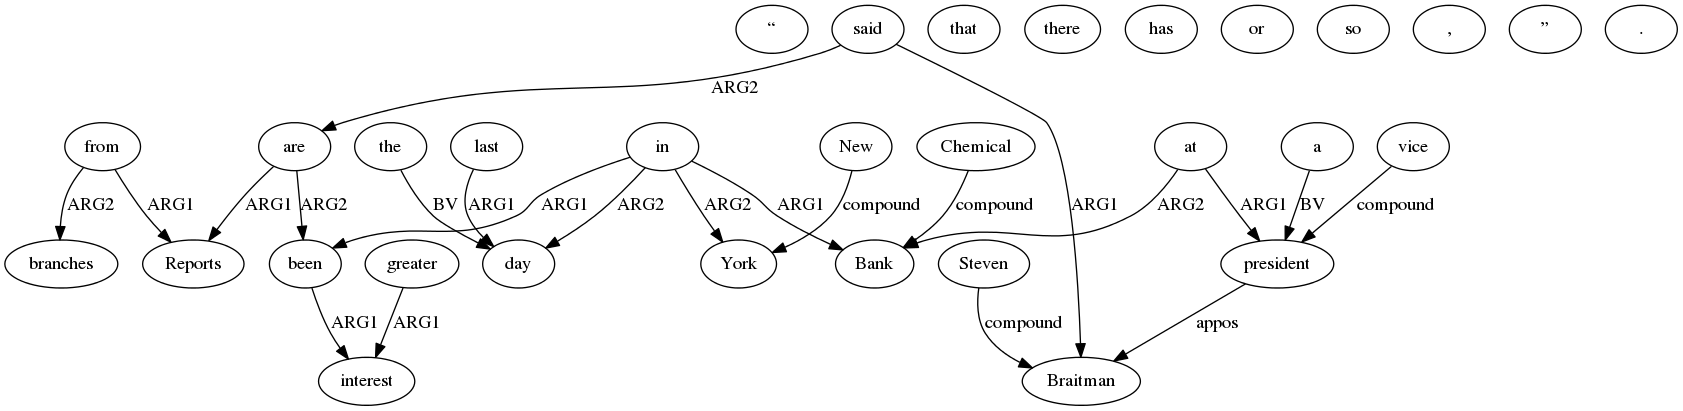 “ said that there has or so , ” .
ARG2
from are the last in New Chemical at a vice
ARG2 ARG1 ARG1 ARG2 BV ARG1 ARG1 ARG2 ARG2 ARG1 compound compound ARG1 ARG2 ARG1 BV compound
branches Reports been greater day York Bank Steven president
ARG1 ARG1 compound appos
interest Braitman